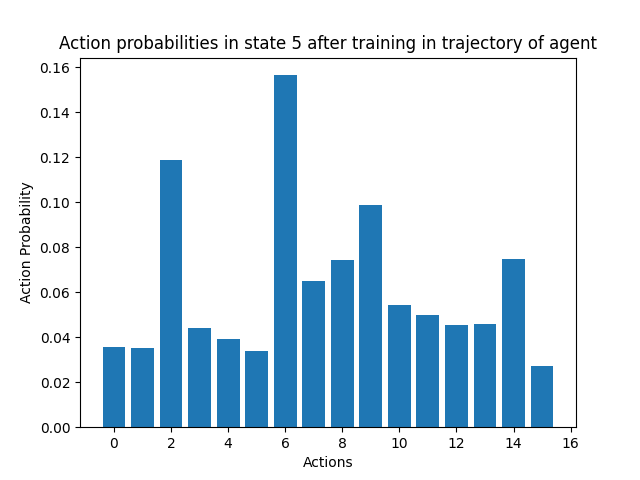 Action probabilities in state 5 after training in trajectory of agent
0.16
0.14
0.12
0.10
0.08
0.06
0.04
0.02
0.00
Action Probability
0 2 4 6 8 10 12 14 16
Actions